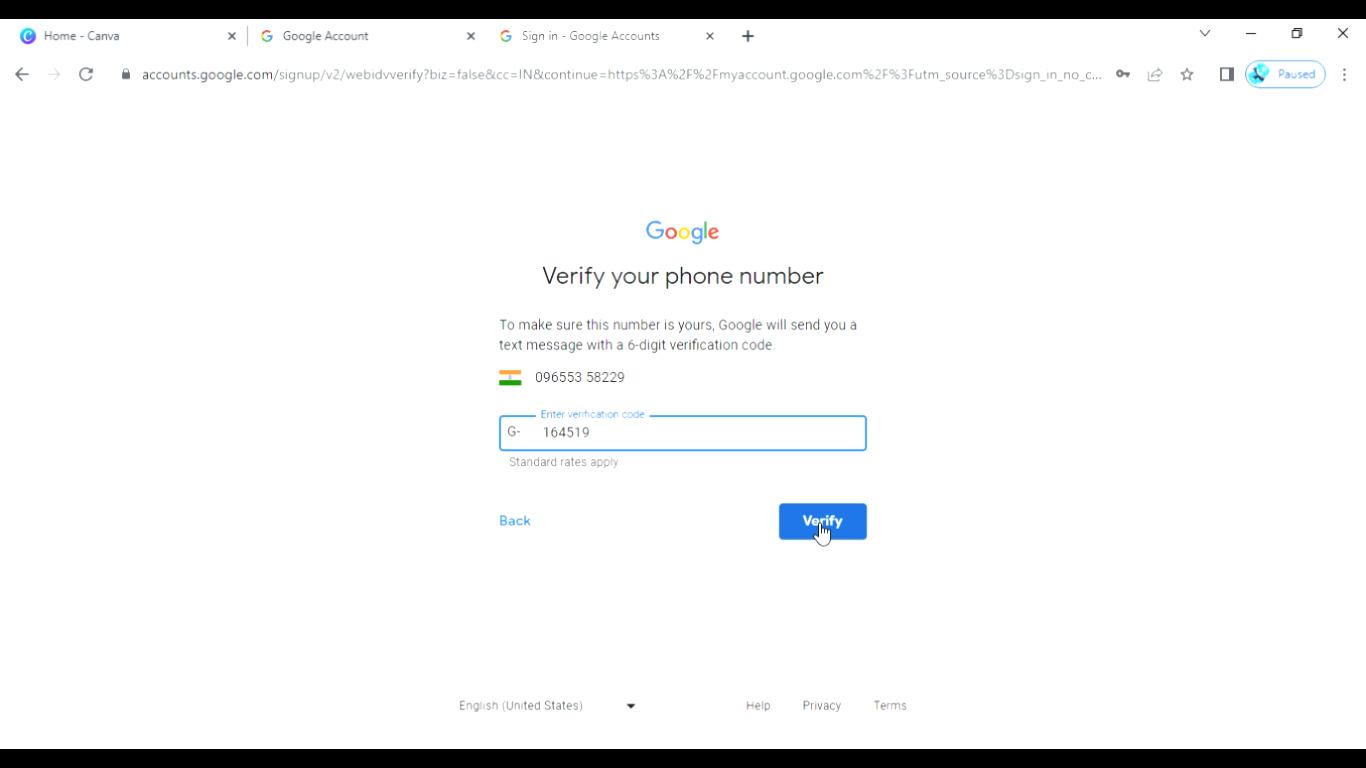 Home - Canva
Google Account
Sign in - Google Accounts
accounts.google.com/signup/v2/webidvverify?biz=false&cc=IN&continue=https%3A%2F%2Fmyaccount.google.com%2F%3Futm_source%3Dsign_in_no_c...
Paused
Google
Verify your phone number
To make sure this number is yours, Google will send you a
text message with a 6-digit verification code.
096553 58229
Enter verification code
G- 164519
Standard rates apply
Back
Verify
English (United States)
Help
Privacy
Terms